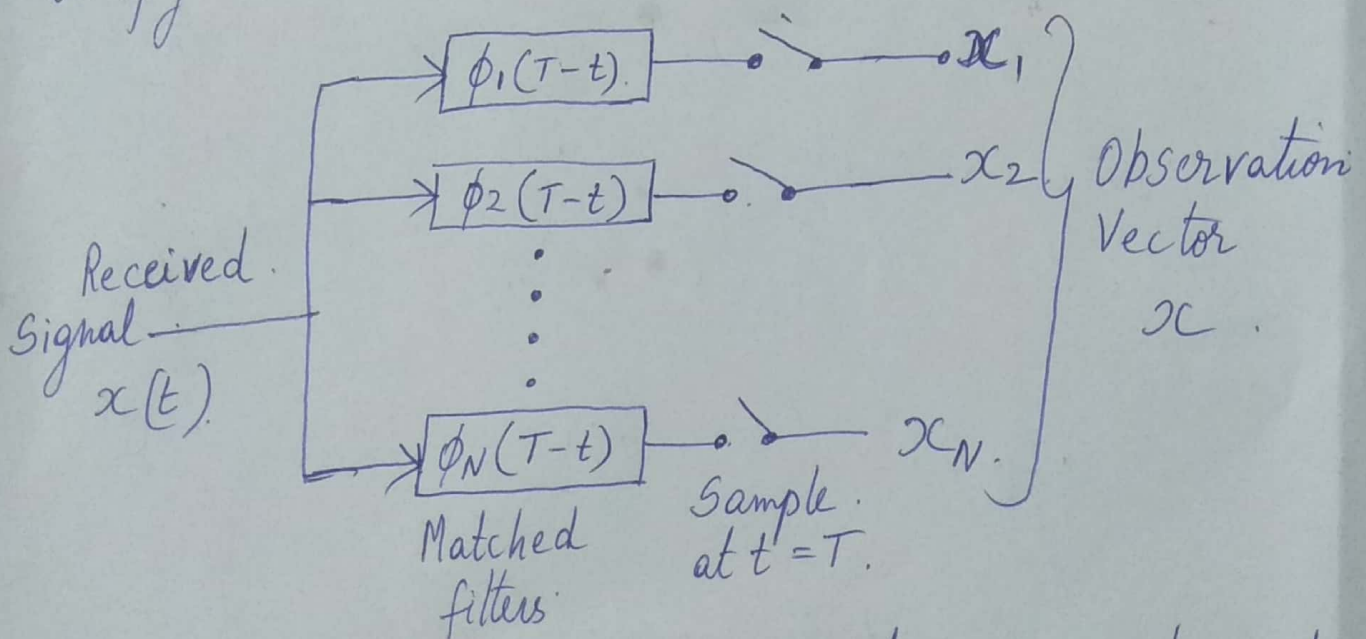 ϕ₁(T-t).
x₁
ϕ2(T-t)
x₂
Observation
Vector
x.
Received.
Signal
x(t).
ϕN(T-t)
xN.
Matched
filters
Sample.
at t = T.